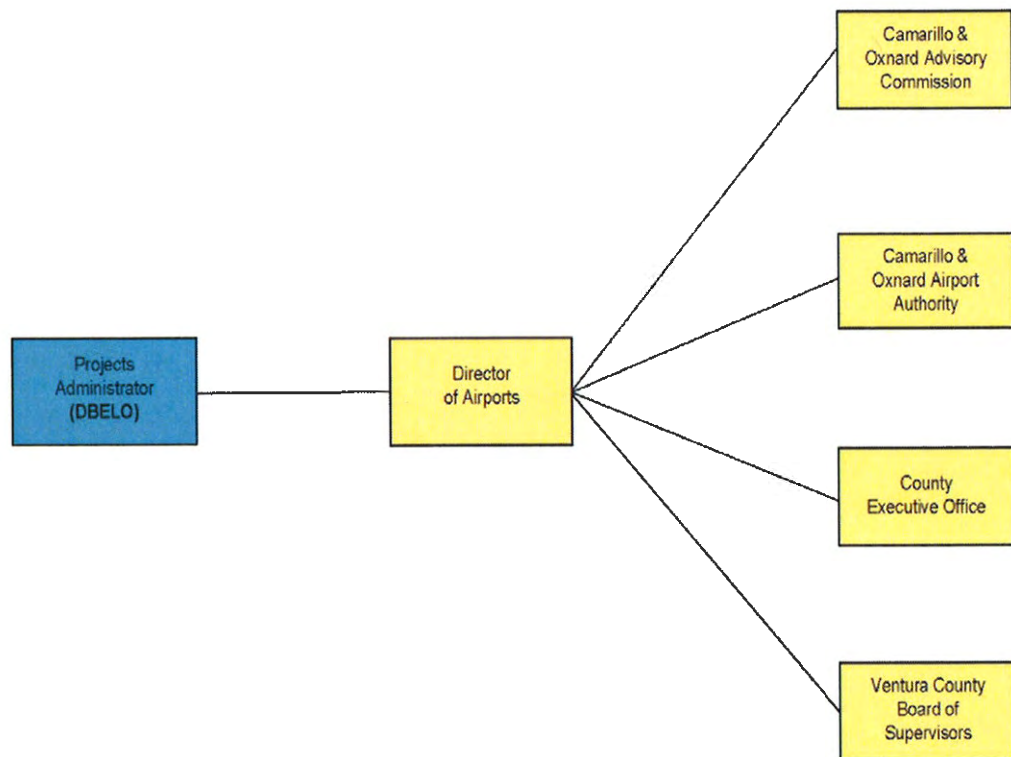 Camarillo &
Oxnard Advisory
Commission
Camarillo &
Oxnard Airport
Authority
Projects
Administrator
(DBELO)
Director
of Airports
County
Executive Office
Ventura County
Board of
Supervisors